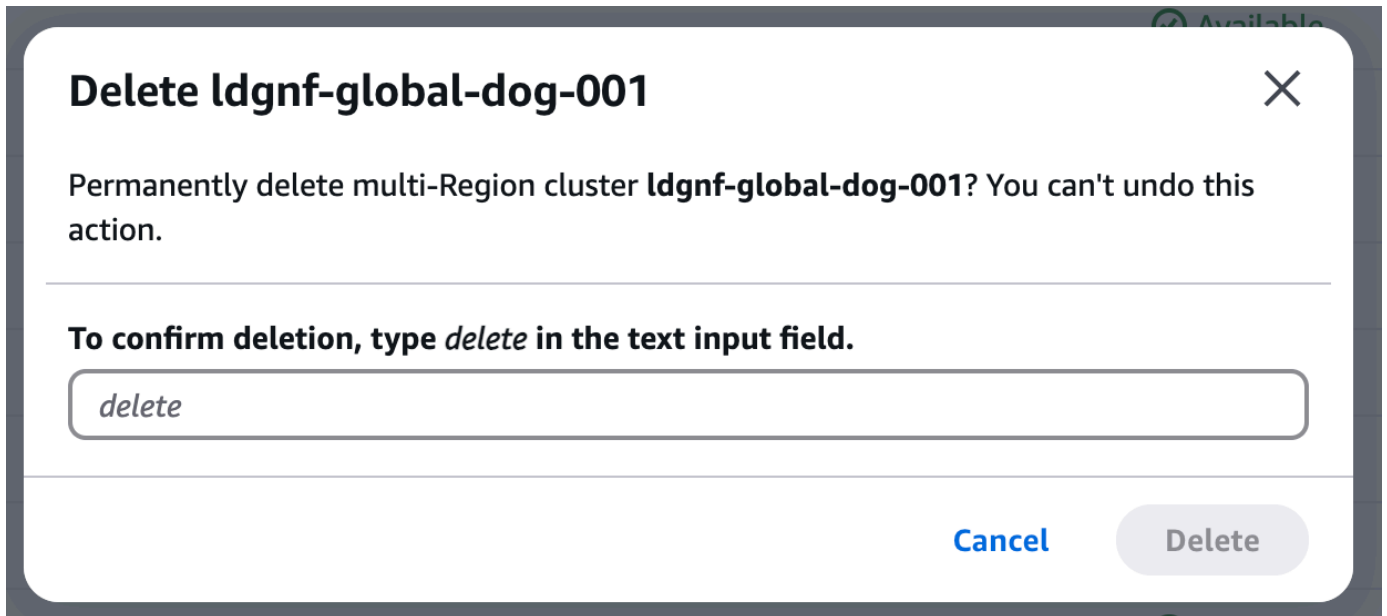 Available
Delete ldgnf-global-dog-001
Permanently delete multi-Region cluster ldgnf-global-dog-001? You can't undo this
action.
To confirm deletion, type delete in the text input field.
delete
Cancel
Delete